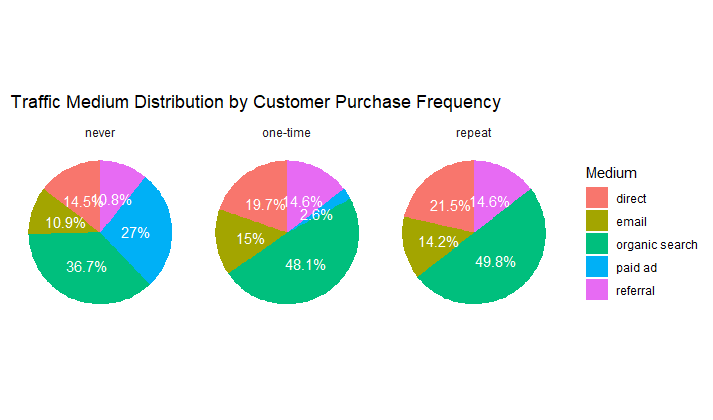 Traffic Medium Distribution by Customer Purchase Frequency
never
one-time
repeat
14.5%
10.8%
10.9%
27%
36.7%
19.7%
14.6%
2.6%
15%
48.1%
21.5%
14.6%
14.2%
49.8%
Medium
direct
email
organic search
paid ad
referral